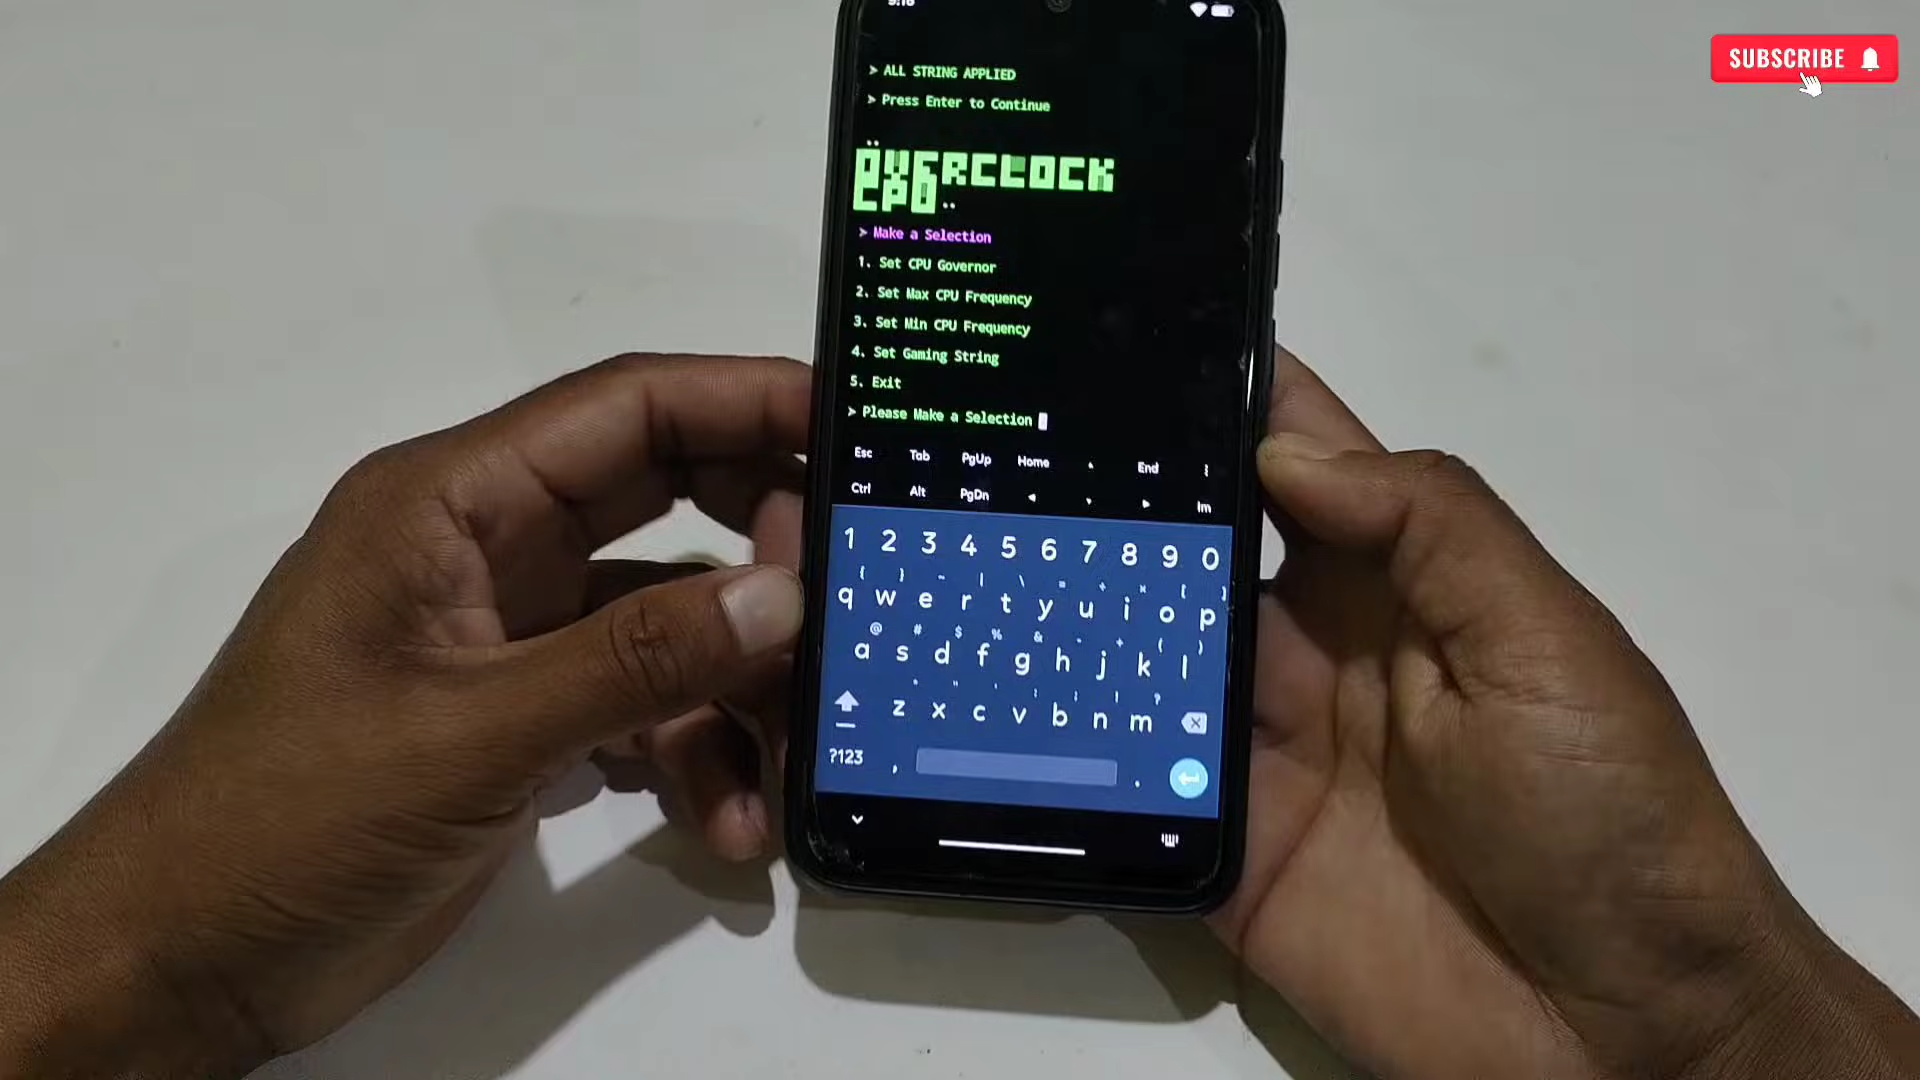 9:16
SUBSCRIBE
> ALL STRING APPLIED
> Press Enter to Continue
OVERCLOCK
CPU
> Make a Selection
1. Set CPU Governor
2. Set Max CPU Frequency
3. Set Min CPU Frequency
4. Set Gaming String
5. Exit
> Please Make a Selection
Esc Tab PgUp Home End
Ctrl Alt PgDn
1 2 3 4 5 6 7 8 9 0
q w e r t y u i o p
@ # $ % &
a s d f g h j k l
z x c v b n m
?123 , .